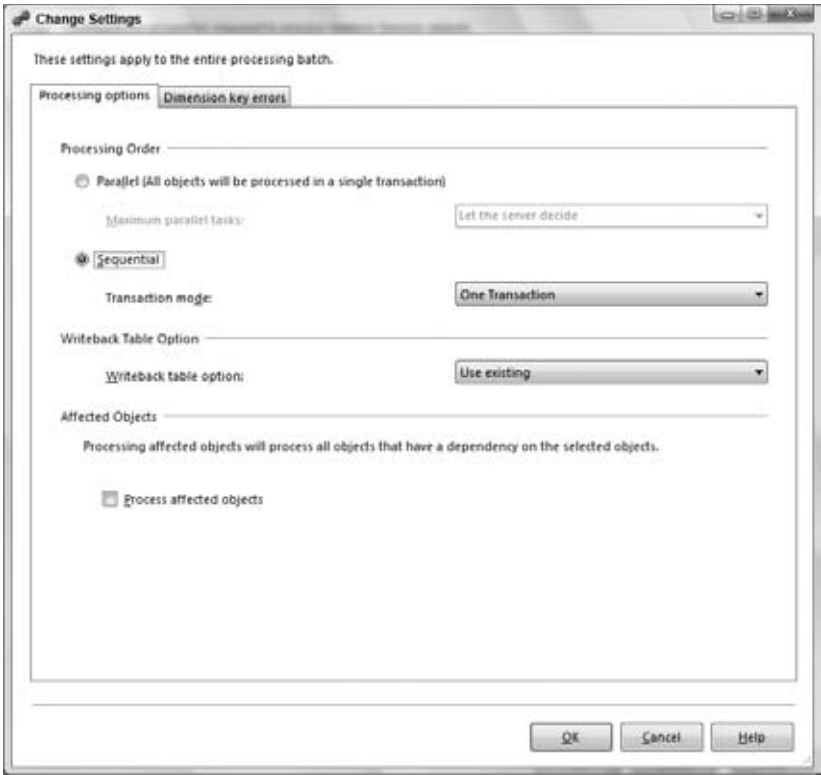 Change Settings
These settings apply to the entire processing batch.
Processing options Dimension key errors
Processing Order
Parallel (All objects will be processed in a single transaction)
Maximum parallel tasks: Let the server decide
Sequential
Transaction mode: One Transaction
Writeback Table Option
Writeback table option: Use existing
Affected Objects
Processing affected objects will process all objects that have a dependency on the selected objects.
Process affected objects
OK Cancel Help